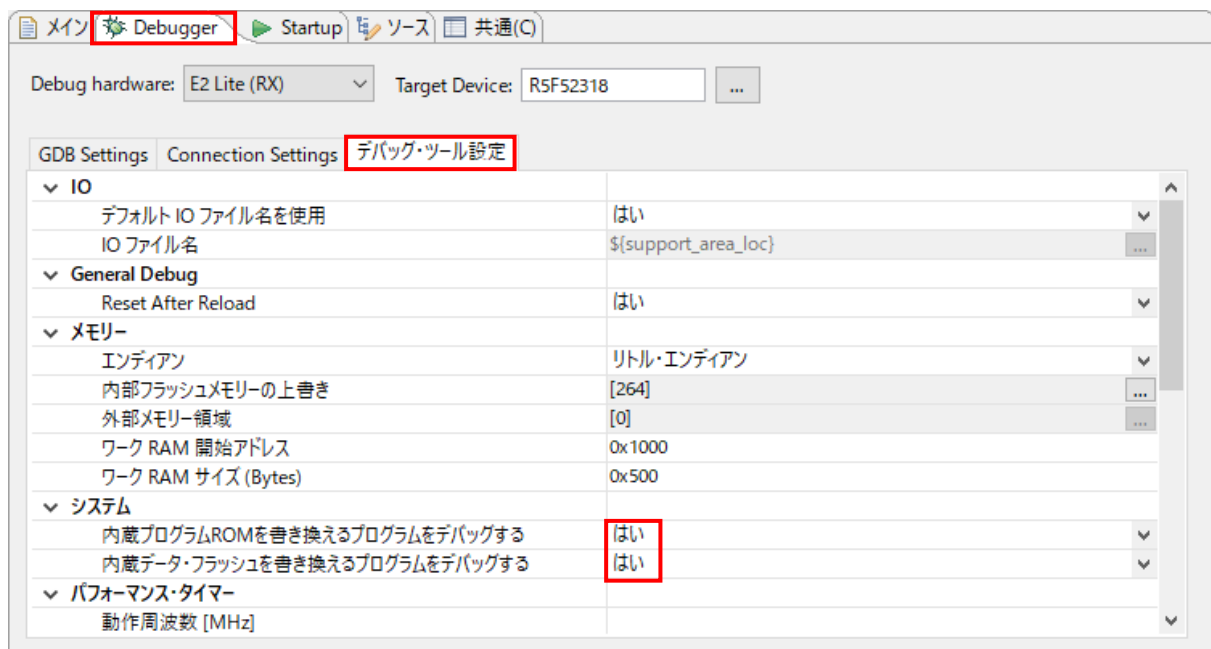 メイン Debugger Startup ソース 共通(C)
Debug hardware: E2 Lite (RX) Target Device: R5F52318 ...
GDB Settings Connection Settings デバッグ・ツール設定
IO
デフォルト IO ファイル名を使用 はい
IO ファイル名 ${support_area_loc} ...
General Debug
Reset After Reload はい
メモリー
エンディアン リトル・エンディアン
内部フラッシュメモリーの上書き [264] ...
外部メモリー領域 [0] ...
ワーク RAM 開始アドレス 0x1000
ワーク RAM サイズ (Bytes) 0x500
システム
内蔵プログラムROMを書き換えるプログラムをデバッグする はい
内蔵データ・フラッシュを書き換えるプログラムをデバッグする はい
パフォーマンス・タイマー
動作周波数 [MHz]